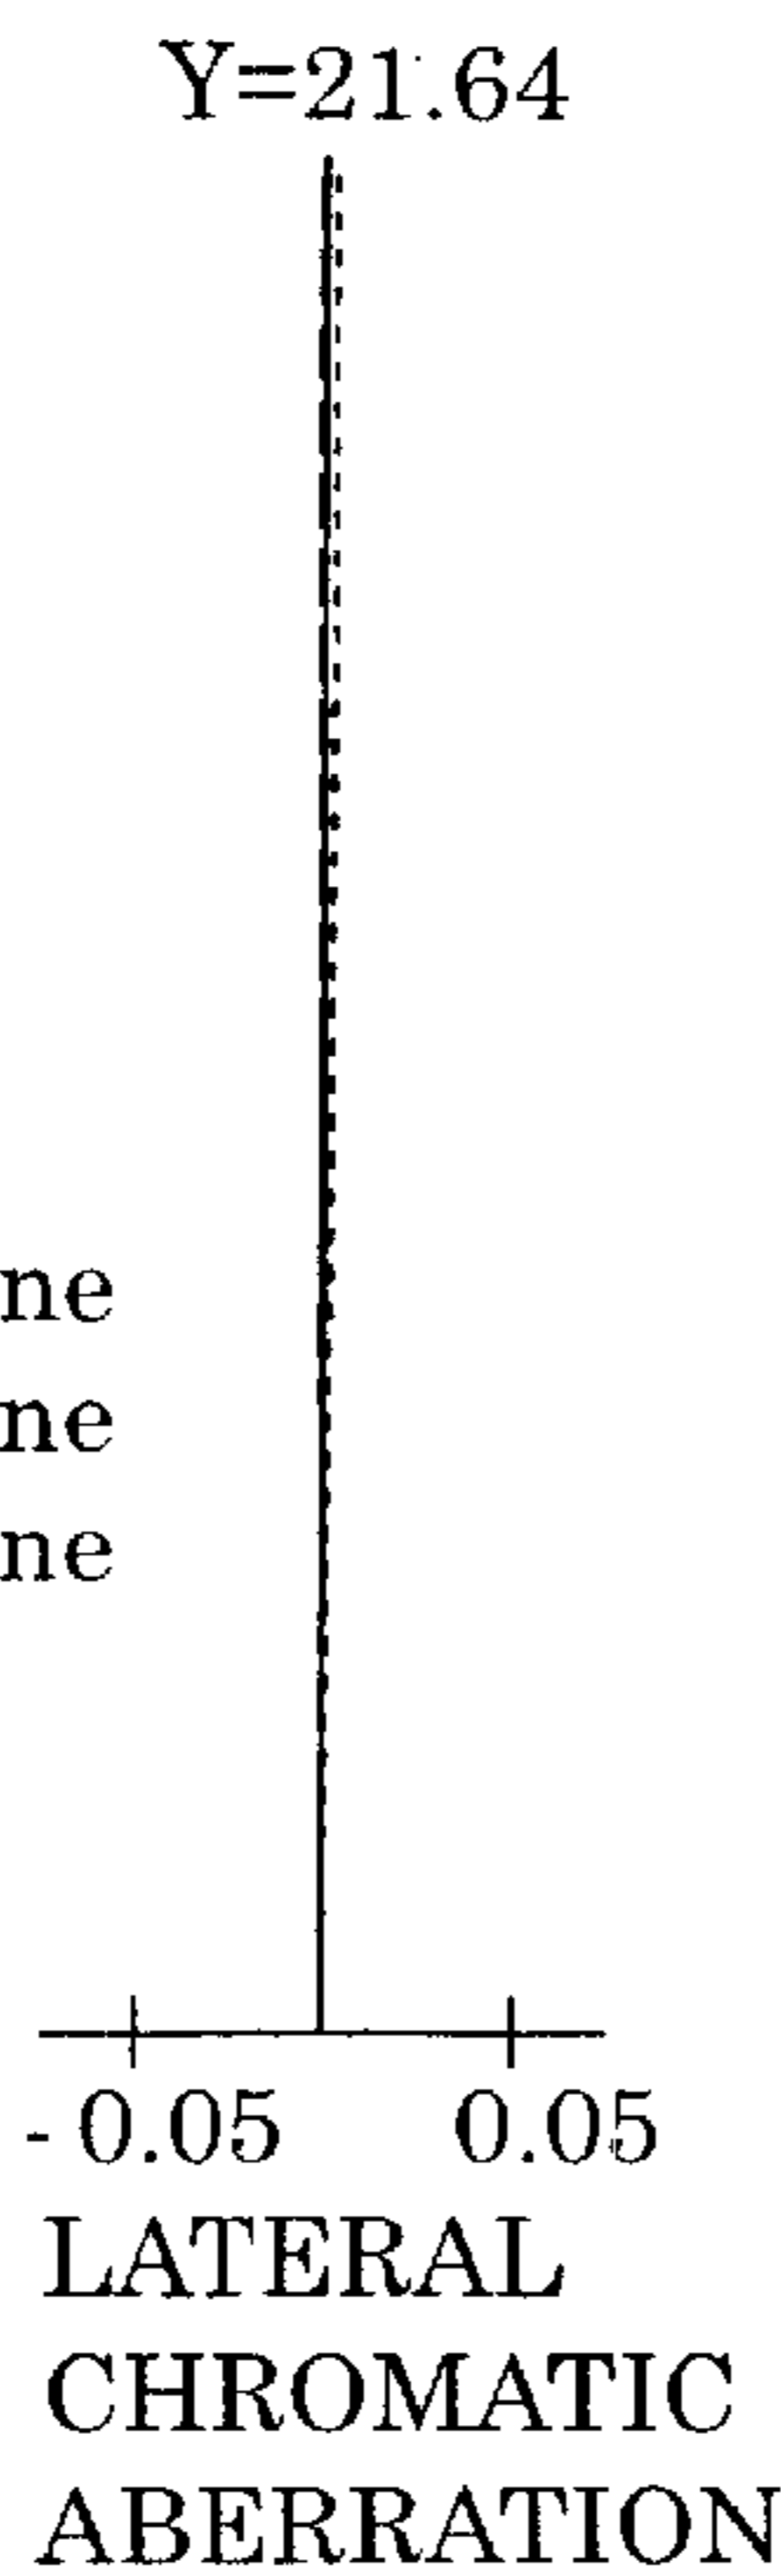 Y=21.64
ne
ne
ne
-0.05 0.05
LATERAL
CHROMATIC
ABERRATION